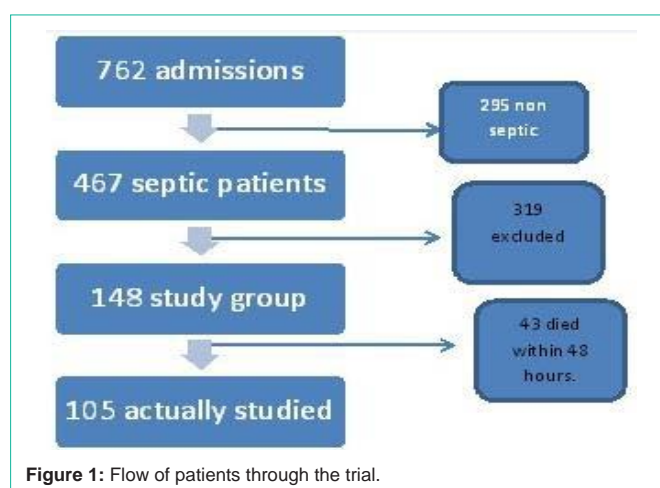 762 admissions
295 non
septic
467 septic patients
319
excluded
148 study group
43 died
within 48
hours.
105 actually studied
Figure 1: Flow of patients through the trial.